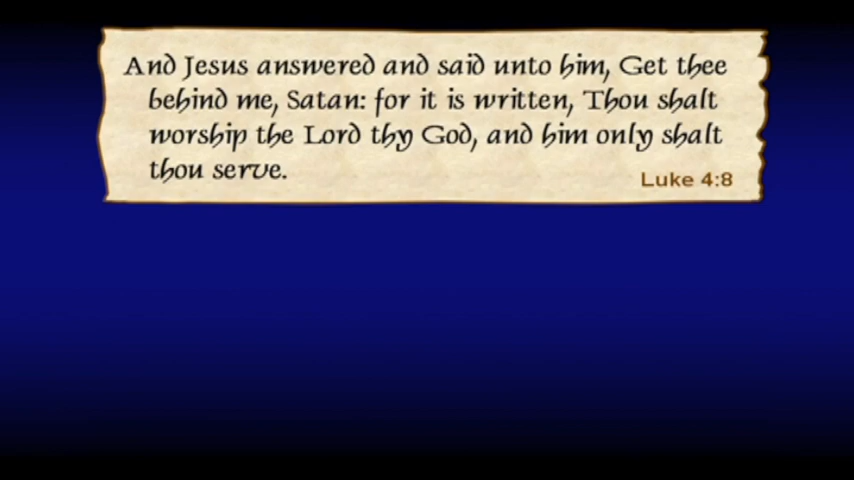 And Jesus answered and said unto him, Get thee
behind me, Satan: for it is written, Thou shalt
worship the Lord thy God, and him only shalt
thou serve.
Luke 4:8